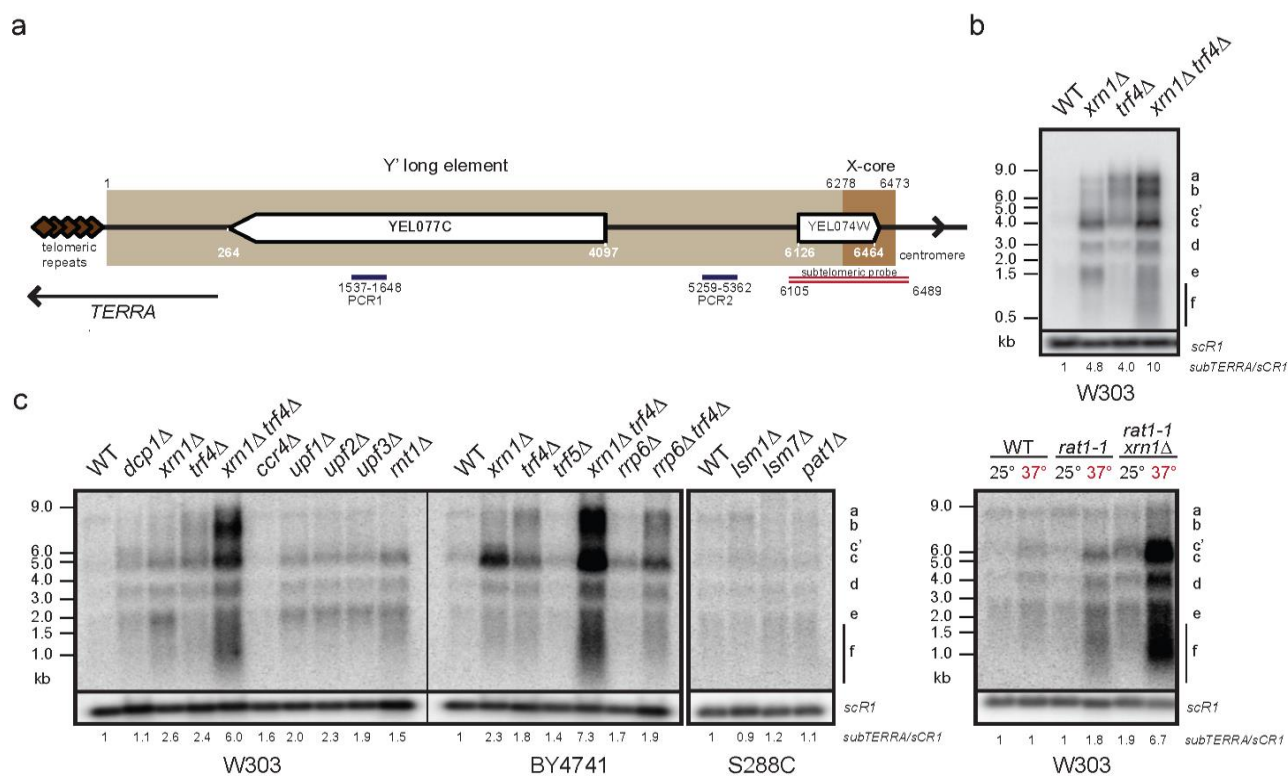 a
Y' long element
X-core
1
6278 6473
YEL077C
YEL074W
264
4097
6126
6464
telomeric
repeats
centromere
subtelomeric probe
1537-1648
PCR1
5259-5362
PCR2
6105
6489
TERRA
b
WT xrn1Δ trf4Δ xrn1Δ trf4Δ
9.0
6.0
5.0
4.0
3.0
2.0
1.5
0.5
kb
a
b
c'
c
d
e
f
scR1
1 4.8 4.0 10 subTERRA/sCR1
W303
c
WT dcp1Δ xrn1Δ trf4Δ xrn1Δ trf4Δ ccr4Δ upf1Δ upf2Δ upf3Δ mt1Δ
WT xrn1Δ trf4Δ trf5Δ xrn1Δ trf4Δ rrp6Δ rrp6Δ trf4Δ
WT lsm1Δ lsm7Δ pat1Δ
9.0
6.0
5.0
4.0
3.0
2.0
1.5
1.0
kb
a
b
c'
c
d
e
f
scR1
1 1.1 2.6 2.4 6.0 1.6 2.0 2.3 1.9 1.5
1 2.3 1.8 1.4 7.3 1.7 1.9
1 0.9 1.2 1.1 subTERRA/sCR1
W303
BY4741
S288C
WT rat1-1 rat1-1
xrn1Δ
25° 37° 25° 37° 25° 37°
9.0
6.0
5.0
4.0
3.0
2.0
1.5
1.0
kb
a
b
c'
c
d
e
f
scR1
1 1 1 1.8 1.9 6.7 subTERRA/sCR1
W303